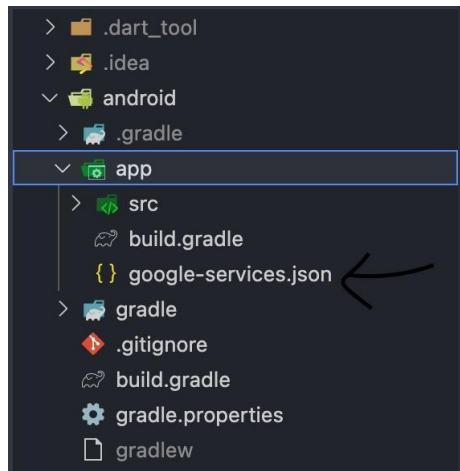 .dart_tool
.idea
android
.gradle
app
src
build.gradle
{ } google-services.json
gradle
.gitignore
build.gradle
gradle.properties
gradlew